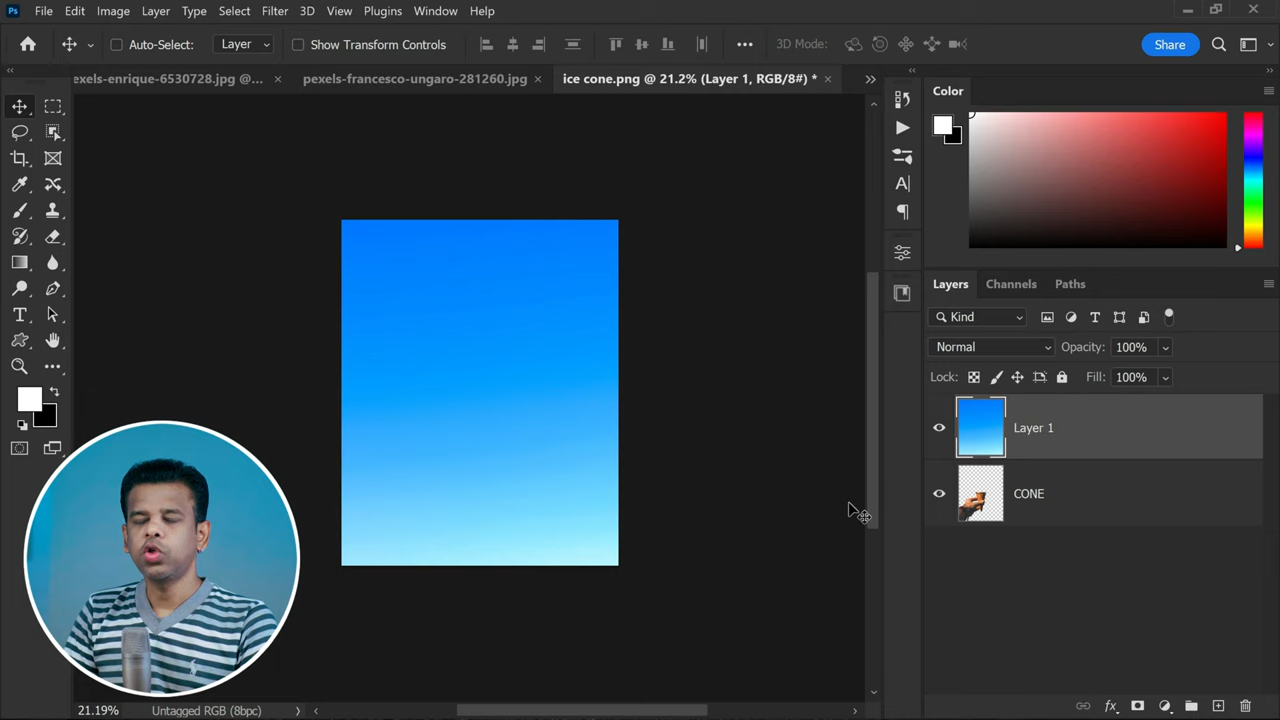 Ps File Edit Image Layer Type Select Filter 3D View Plugins Window Help
Auto-Select: Layer Show Transform Controls 3D Mode: Share
exels-enrique-6530728.jpg @... × pexels-francesco-ungaro-281260.jpg × ice cone.png @ 21.2% (Layer 1, RGB/8#) * ×
Color
Layers Channels Paths
Kind
Normal Opacity: 100%
Lock: Fill: 100%
Layer 1
CONE
21.19% Untagged RGB (8bpc)